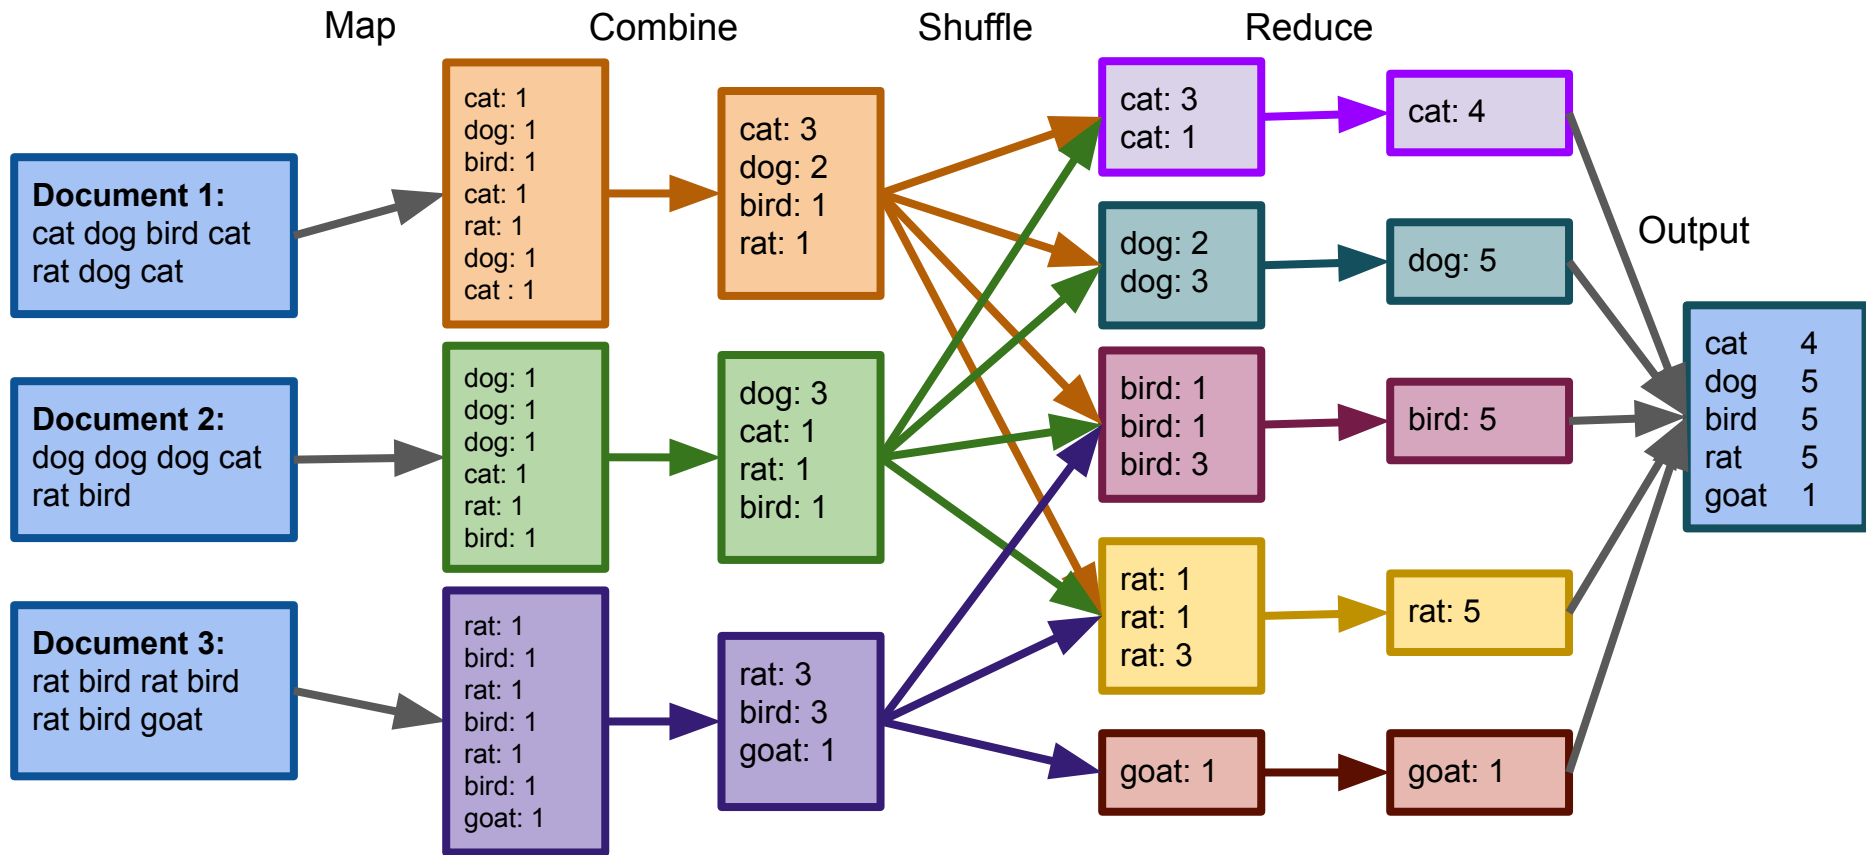 Map
Combine
Shuffle
Reduce
Output
Document 1:
cat dog bird cat
rat dog cat
Document 2:
dog dog dog cat
rat bird
Document 3:
rat bird rat bird
rat bird goat
cat: 1
dog: 1
bird: 1
cat: 1
rat: 1
dog: 1
cat : 1
dog: 1
dog: 1
dog: 1
cat: 1
rat: 1
bird: 1
rat: 1
bird: 1
rat: 1
bird: 1
rat: 1
bird: 1
goat: 1
cat: 3
dog: 2
bird: 1
rat: 1
dog: 3
cat: 1
rat: 1
bird: 1
rat: 3
bird: 3
goat: 1
cat: 3
cat: 1
dog: 2
dog: 3
bird: 1
bird: 1
bird: 3
rat: 1
rat: 1
rat: 3
goat: 1
cat: 4
dog: 5
bird: 5
rat: 5
goat: 1
cat 4
dog 5
bird 5
rat 5
goat 1